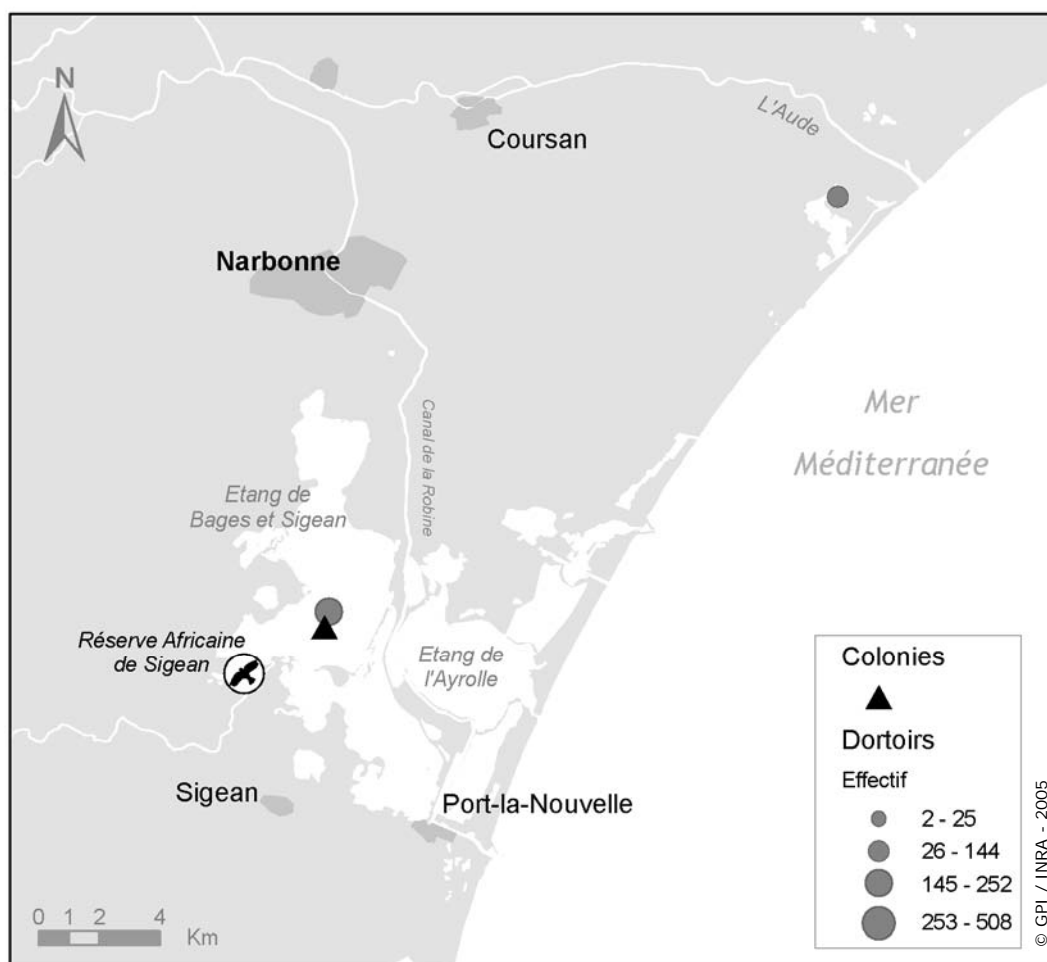 N
L'Aude
Coursan
Narbonne
Mer
Méditerranée
Canal de la Robine
Etang de
Bages et Sigean
Réserve Africaine
de Sigean
Etang de
l'Ayrolle
Sigean
Port-la-Nouvelle
Colonies
Dortoirs
Effectif
2 - 25
26 - 144
145 - 252
253 - 508
0 1 2 4
Km
© GPI / INRA - 2005